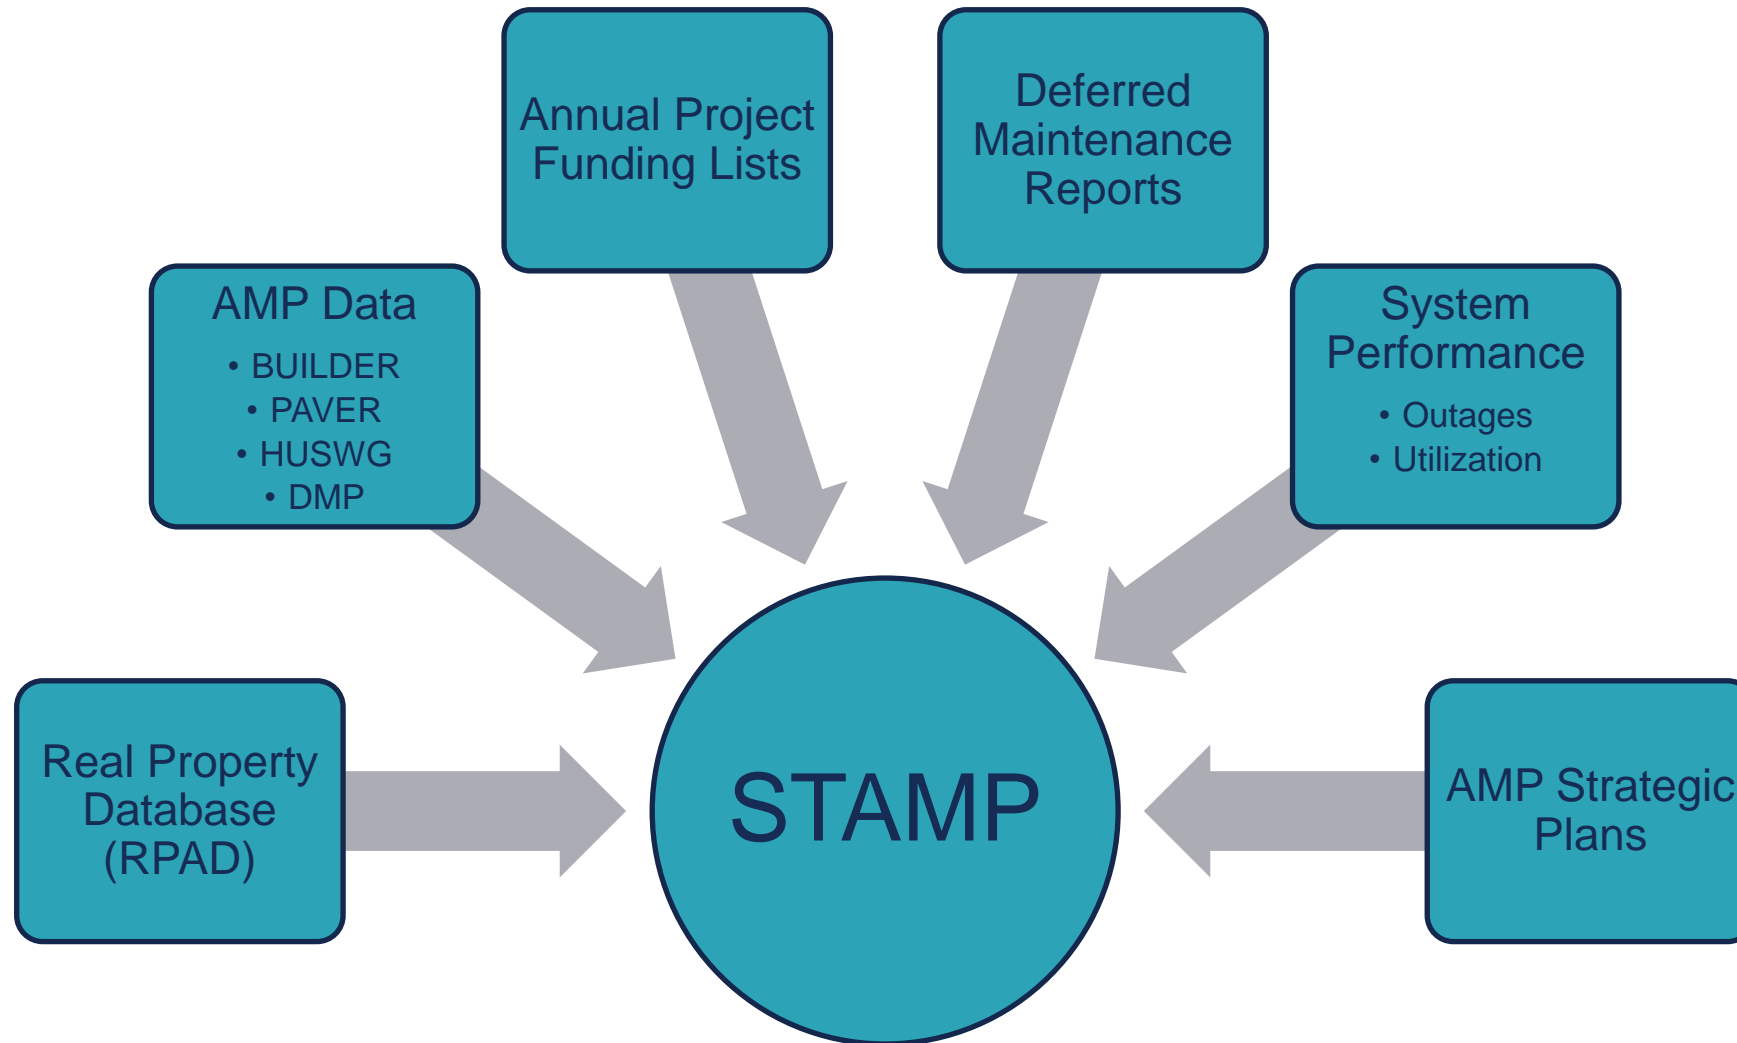 Annual Project
Funding Lists
Deferred
Maintenance
Reports
AMP Data
• BUILDER
• PAVER
• HUSWG
• DMP
System
Performance
• Outages
• Utilization
Real Property
Database
(RPAD)
STAMP
AMP Strategic
Plans